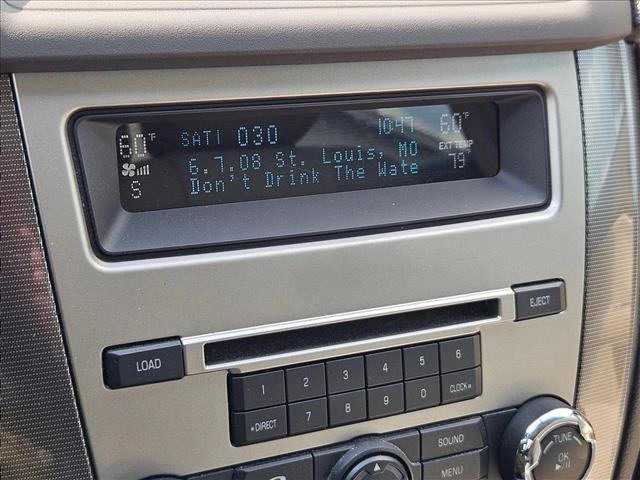 60°F SAT1 030 10:47 60°F
6.7.08 St. Louis, MO EXT TEMP
Don't Drink The Wate 79°
S
EJECT
LOAD
1 2 3 4 5 6
*DIRECT 7 8 9 0 CLOCK
SOUND
MENU
TUNE
OK